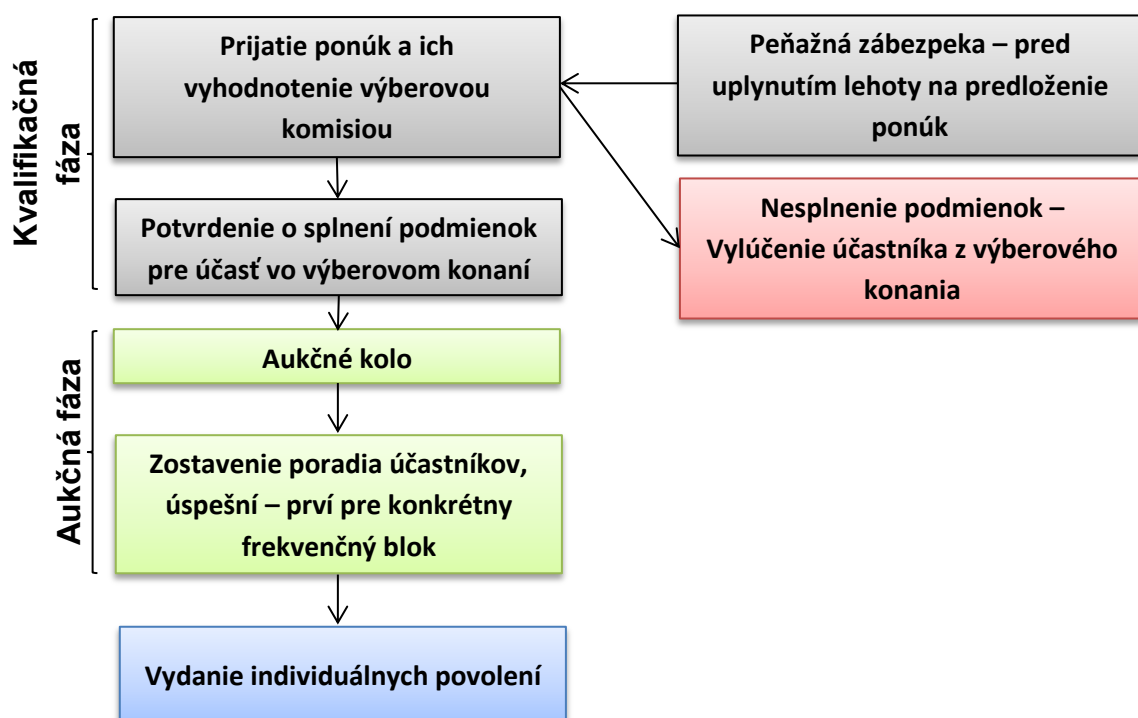 Kvalifikačná
fáza
Prijatie ponúk a ich
vyhodnotenie výberovou
komisiou
Peňažná zábezpeka – pred
uplynutím lehoty na predloženie
ponúk
Potvrdenie o splnení podmienok
pre účasť vo výberovom konaní
Nesplnenie podmienok –
Vylúčenie účastníka z výberového
konania
Aukčná fáza
Aukčné kolo
Zostavenie poradia účastníkov,
úspešní – prví pre konkrétny
frekvenčný blok
Vydanie individuálnych povolení